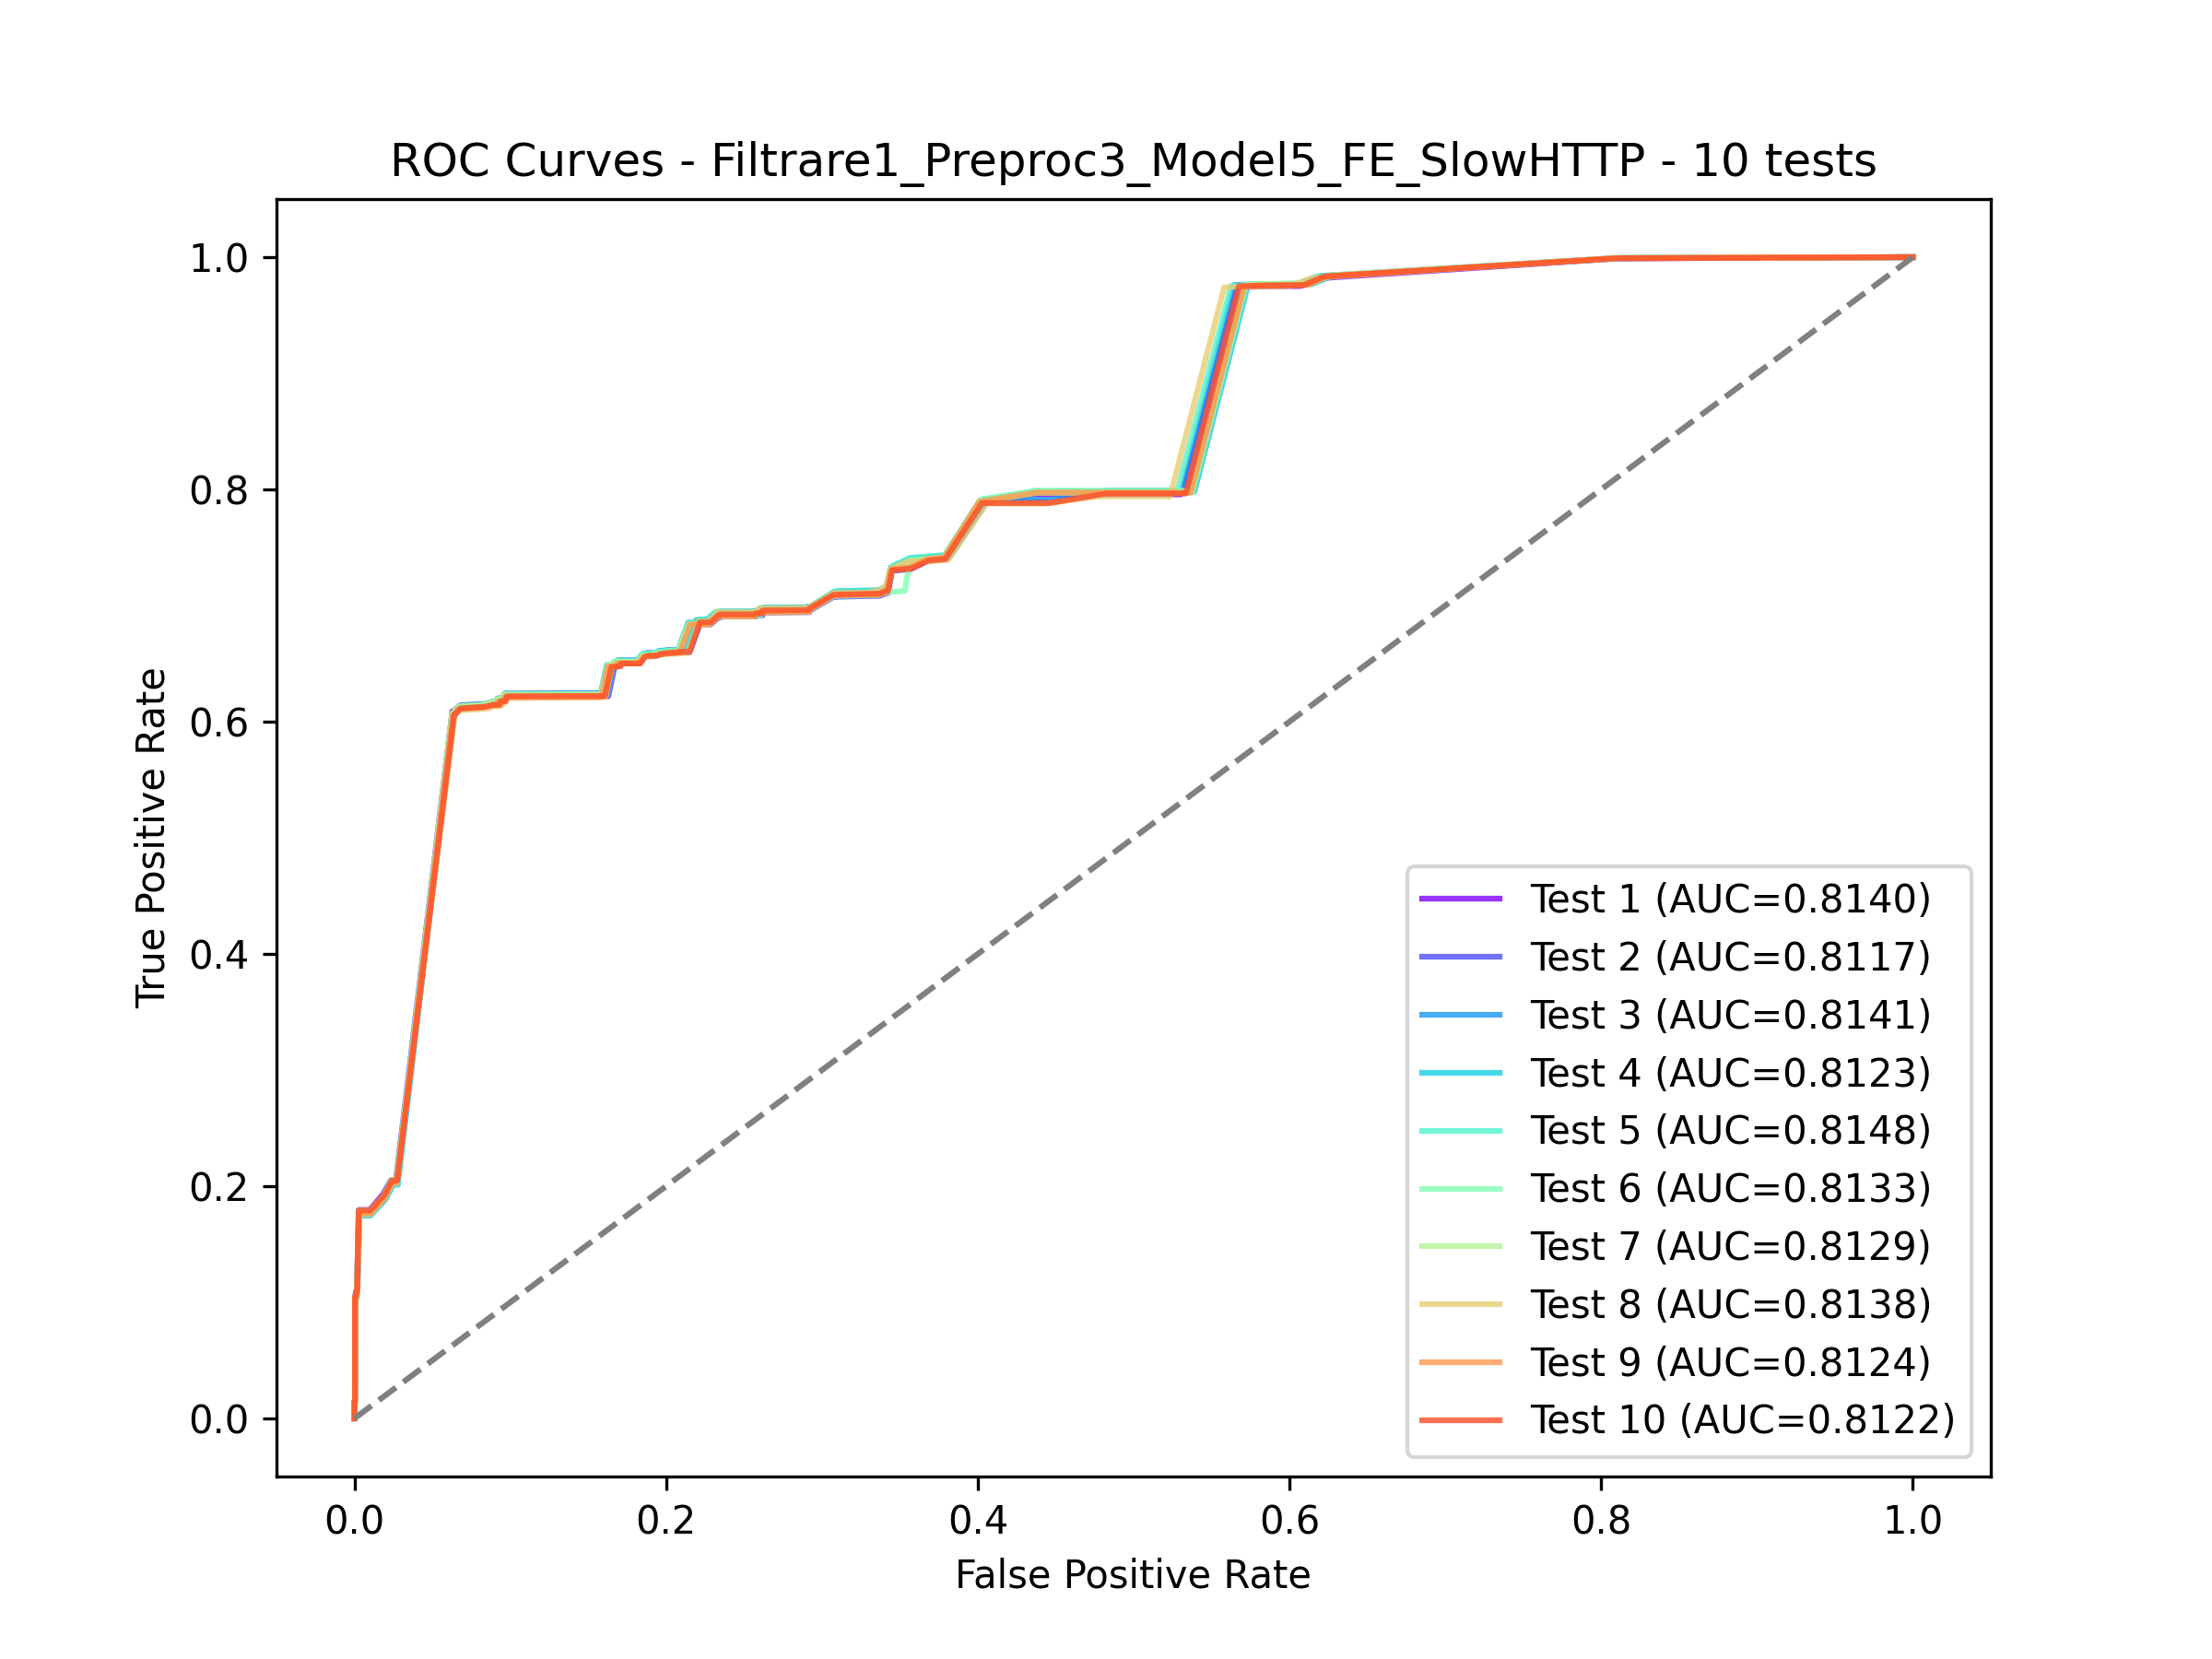 ROC Curves - Filtrare1_Preproc3_Model5_FE_SlowHTTP - 10 tests
True Positive Rate
1.0
0.8
0.6
0.4
0.2
0.0
Test 1 (AUC=0.8140)
Test 2 (AUC=0.8117)
Test 3 (AUC=0.8141)
Test 4 (AUC=0.8123)
Test 5 (AUC=0.8148)
Test 6 (AUC=0.8133)
Test 7 (AUC=0.8129)
Test 8 (AUC=0.8138)
Test 9 (AUC=0.8124)
Test 10 (AUC=0.8122)
0.0 0.2 0.4 0.6 0.8 1.0
False Positive Rate